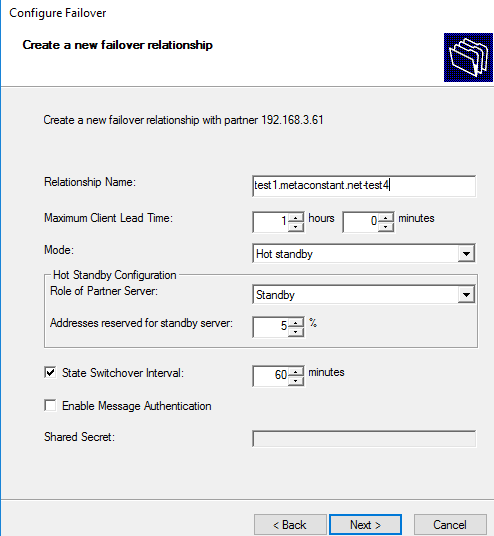 Configure Failover
Create a new failover relationship
Create a new failover relationship with partner 192.168.3.61
Relationship Name: test1.metaconstant.net-test4
Maximum Client Lead Time: 1 hours 0 minutes
Mode: Hot standby
Hot Standby Configuration
Role of Partner Server: Standby
Addresses reserved for standby server: 5 %
State Switchover Interval: 60 minutes
Enable Message Authentication
Shared Secret:
< Back Next > Cancel